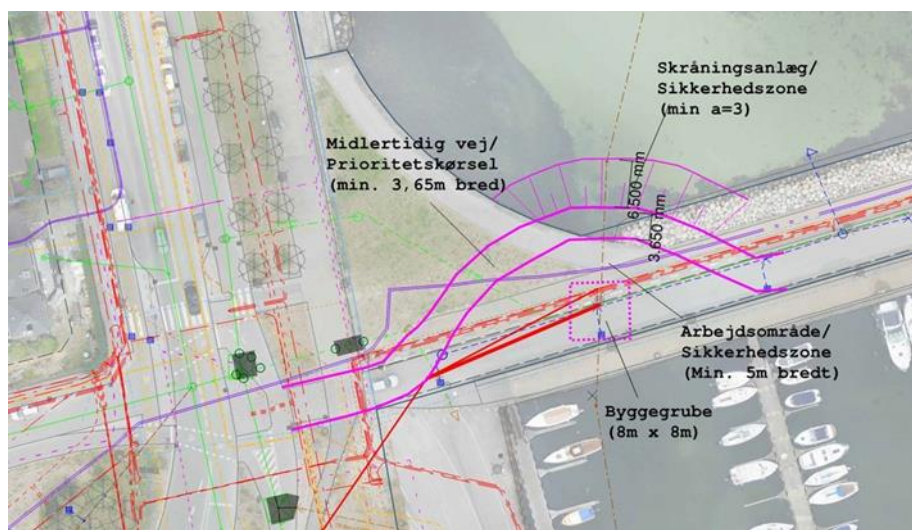 Skråningsanlæg/
Sikkerhedszone
(min a=3)
Midlertidig vej/
Prioritetskørsel
(min. 3,65m bred)
6,500 mm
3,650 mm
Arbejdsområde/
Sikkerhedszone
(Min. 5m bredt)
Byggegrube
(8m x 8m)